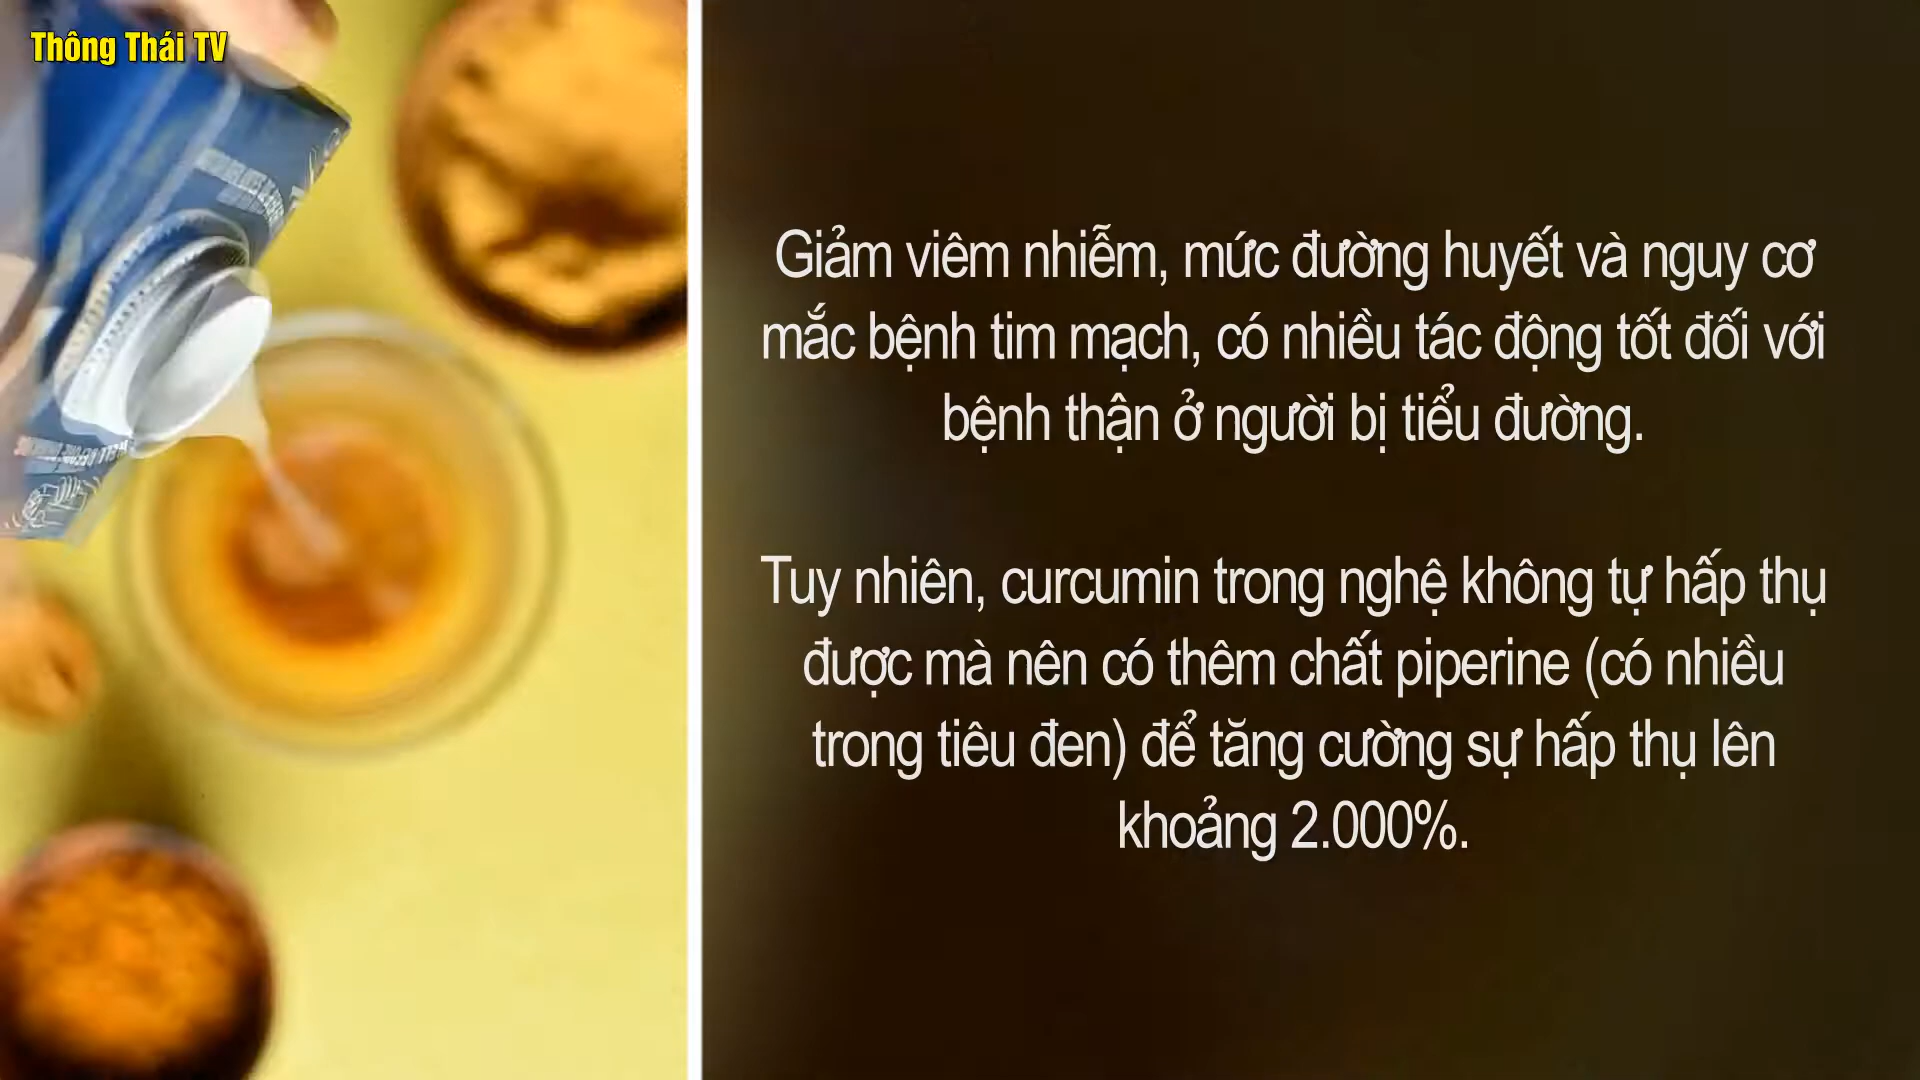 Thông Thái TV
Giảm viêm nhiễm, mức đường huyết và nguy cơ
mắc bệnh tim mạch, có nhiều tác động tốt đối với
bệnh thận ở người bị tiểu đường.
Tuy nhiên, curcumin trong nghệ không tự hấp thụ
được mà nên có thêm chất piperine (có nhiều
trong tiêu đen) để tăng cường sự hấp thụ lên
khoảng 2.000%.